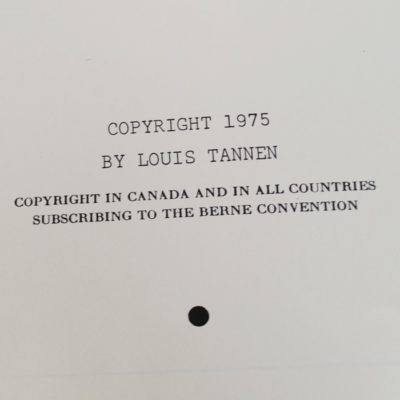 COPYRIGHT 1975
BY LOUIS TANNEN
COPYRIGHT IN CANADA AND IN ALL COUNTRIES
SUBSCRIBING TO THE BERNE CONVENTION